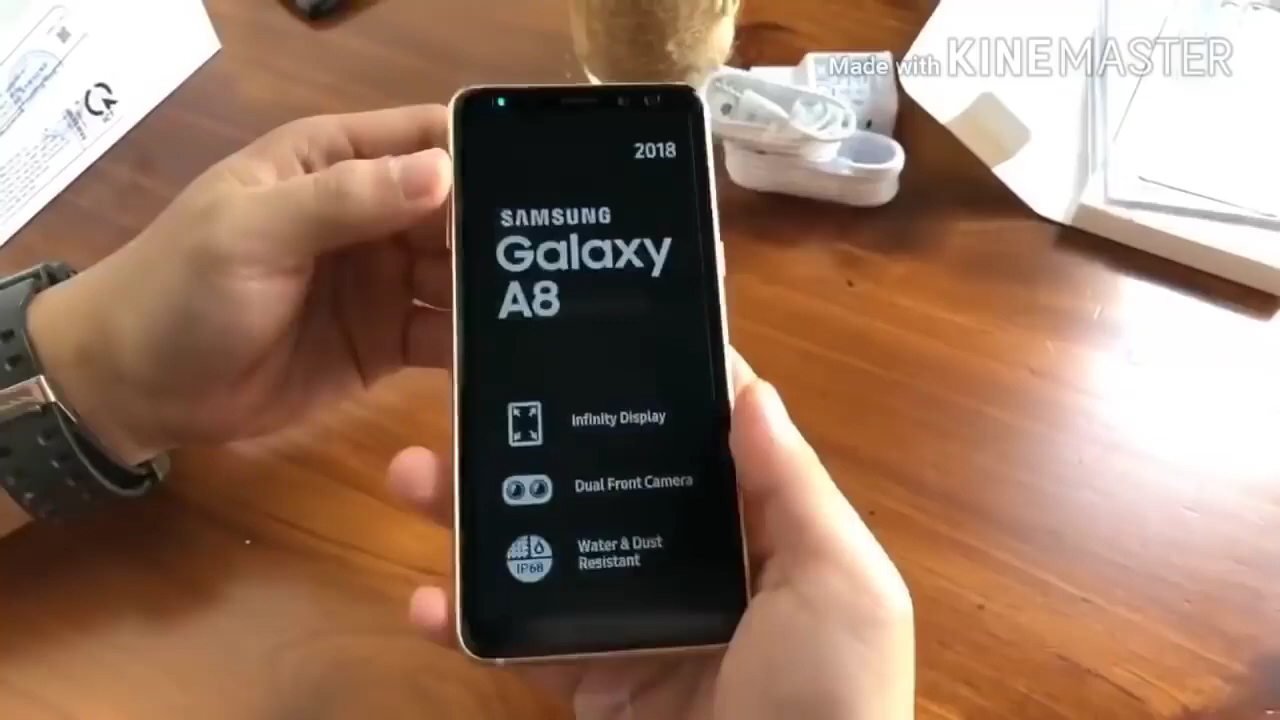 Made with KINEMASTER
2018
SAMSUNG
Galaxy
A8
Infinity Display
Dual Front Camera
Water & Dust
Resistant
IP68